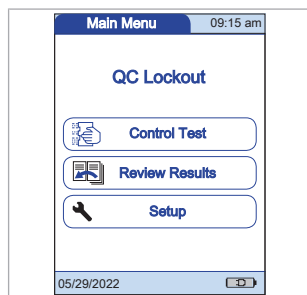 Main Menu
09:15 am
QC Lockout
Control Test
Review Results
Setup
05/29/2022